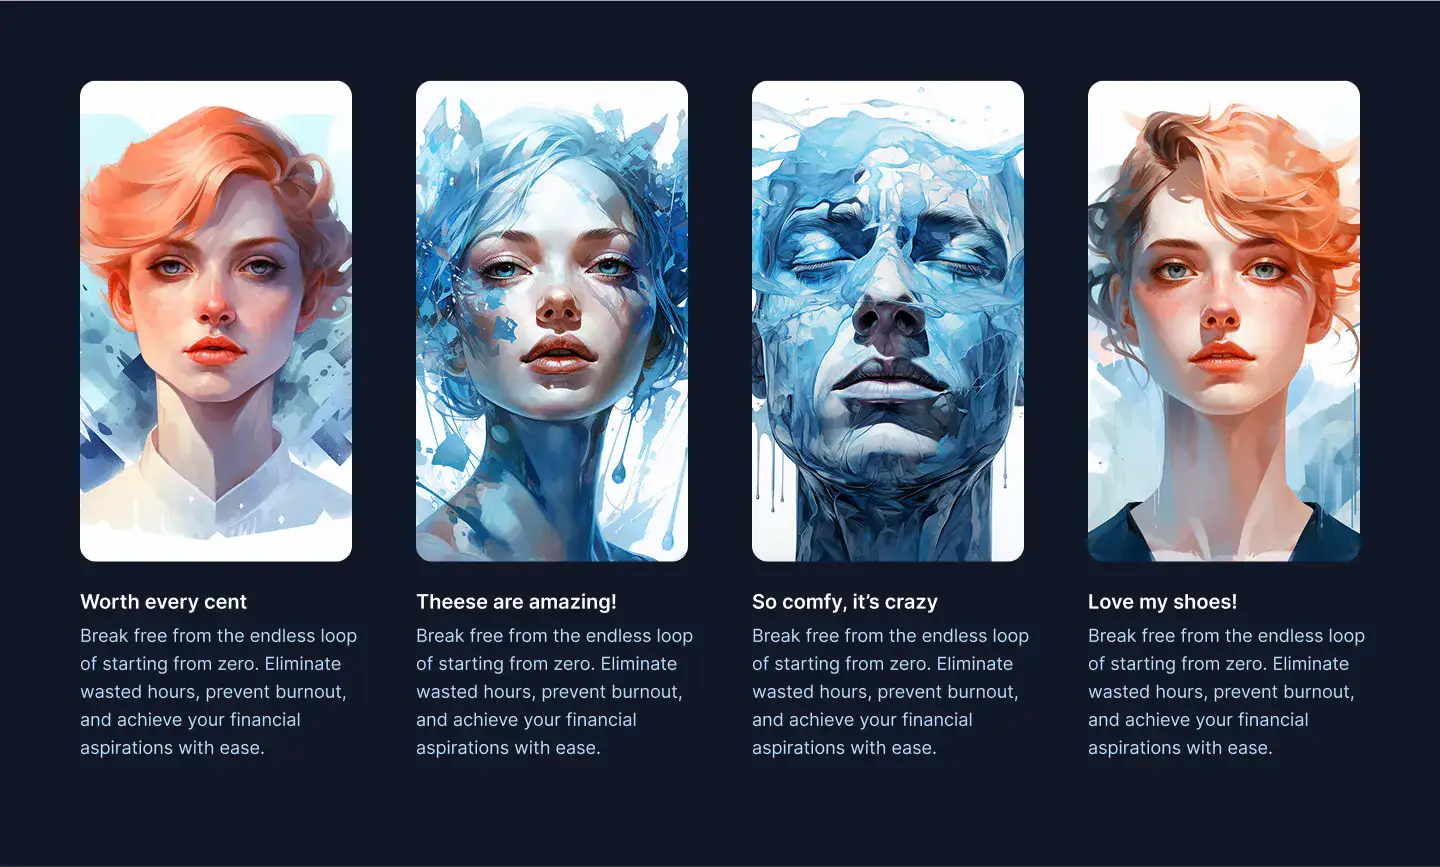 Worth every cent
Break free from the endless loop
of starting from zero. Eliminate
wasted hours, prevent burnout,
and achieve your financial
aspirations with ease.
Theese are amazing!
Break free from the endless loop
of starting from zero. Eliminate
wasted hours, prevent burnout,
and achieve your financial
aspirations with ease.
So comfy, it’s crazy
Break free from the endless loop
of starting from zero. Eliminate
wasted hours, prevent burnout,
and achieve your financial
aspirations with ease.
Love my shoes!
Break free from the endless loop
of starting from zero. Eliminate
wasted hours, prevent burnout,
and achieve your financial
aspirations with ease.